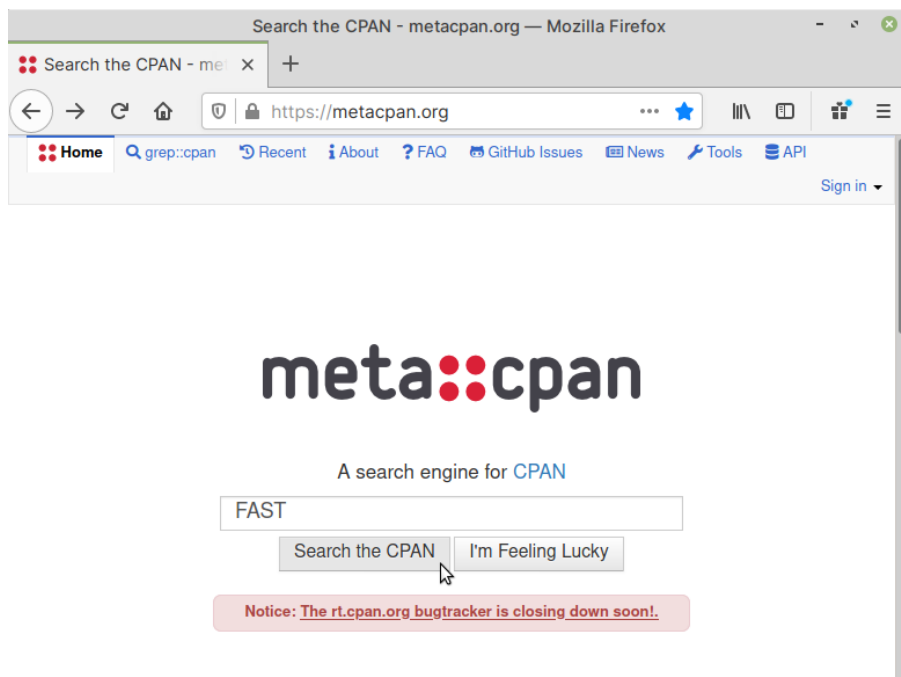 Search the CPAN - metacpan.org — Mozilla Firefox
Search the CPAN - me
https://metacpan.org
Home grep::cpan Recent About FAQ GitHub Issues News Tools API
Sign in
meta::cpan
A search engine for CPAN
FAST
Search the CPAN I'm Feeling Lucky
Notice: The rt.cpan.org bugtracker is closing down soon!.